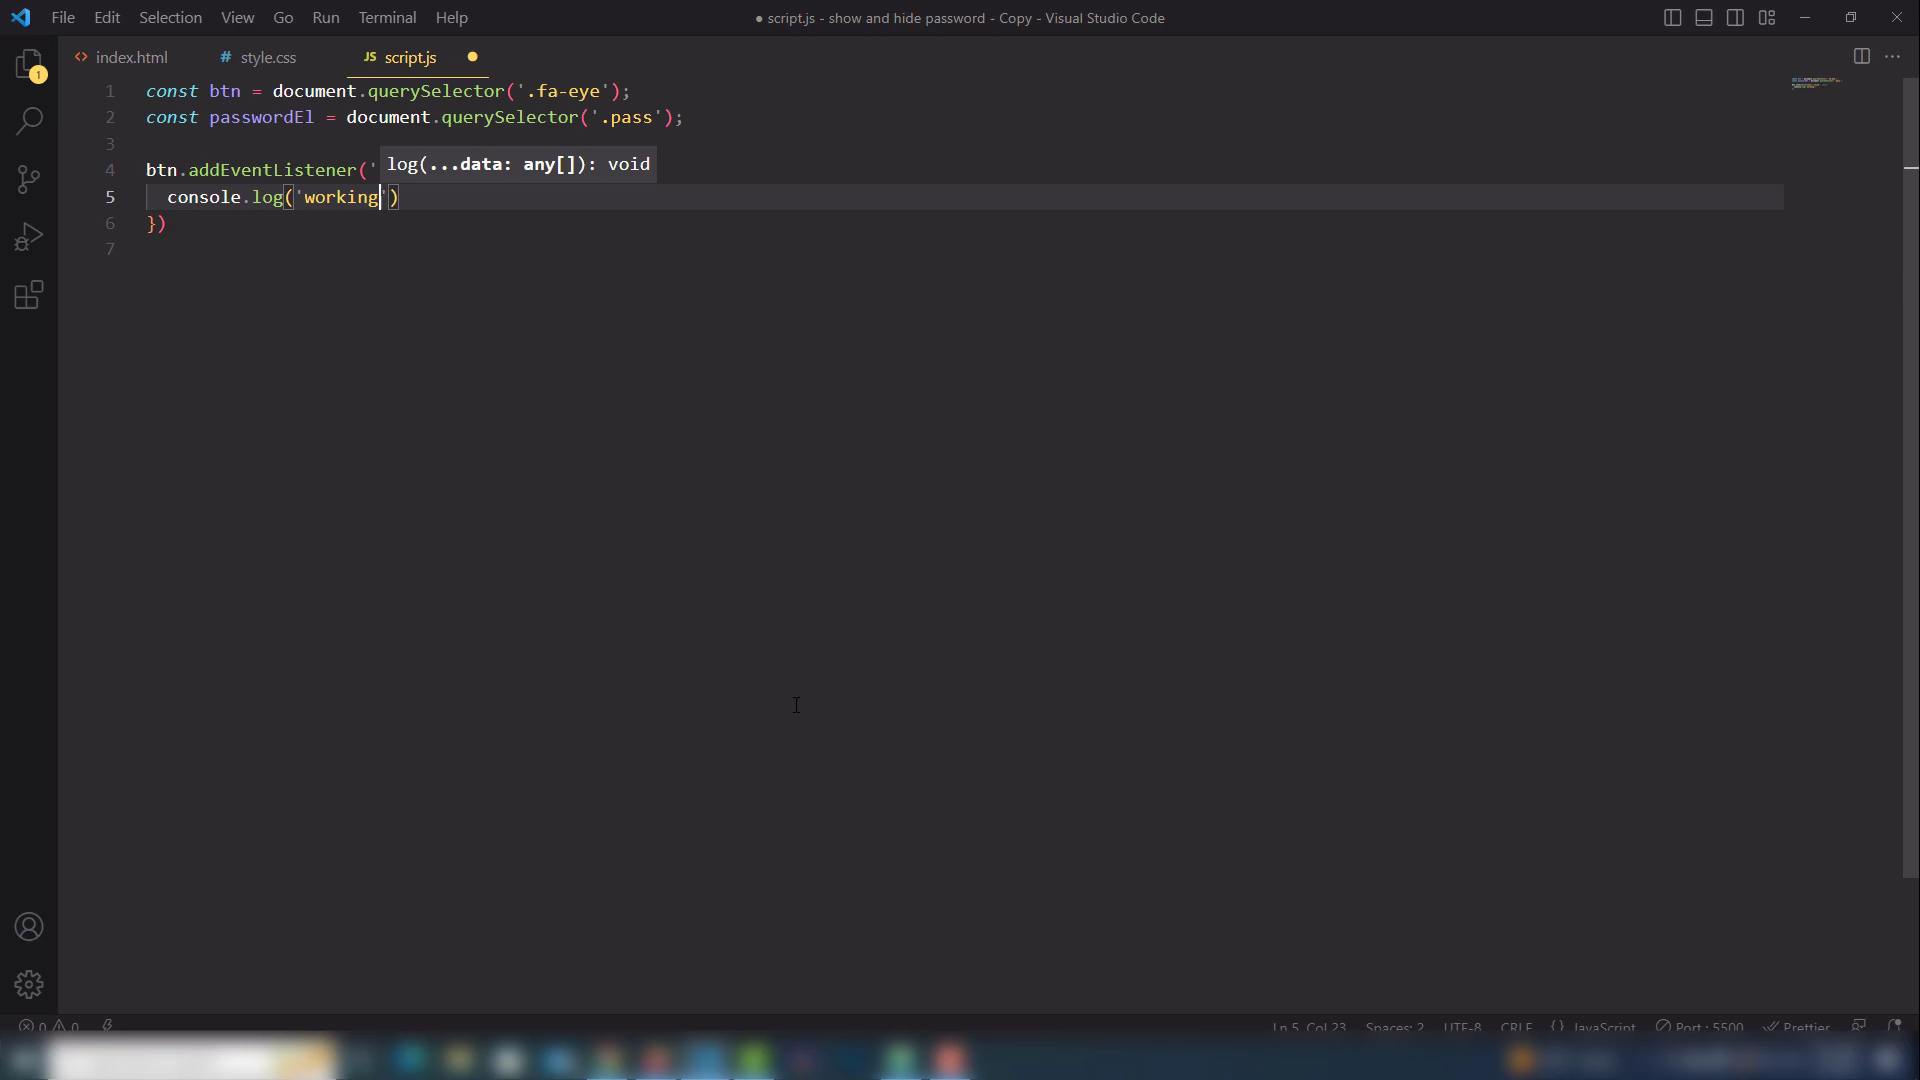 File Edit Selection View Go Run Terminal Help
● script.js - show and hide password - Copy - Visual Studio Code
1
<> index.html
# style.css
JS script.js
1 const btn = document.querySelector('.fa-eye');
2 const passwordEl = document.querySelector('.pass');
3
log(...data: any[]): void
4 btn.addEventListener('
5 console.log('working')
6 })
7
0 0
Ln 5, Col 23 Spaces: 2 UTF-8 CRLF {} JavaScript Port : 5500 Prettier